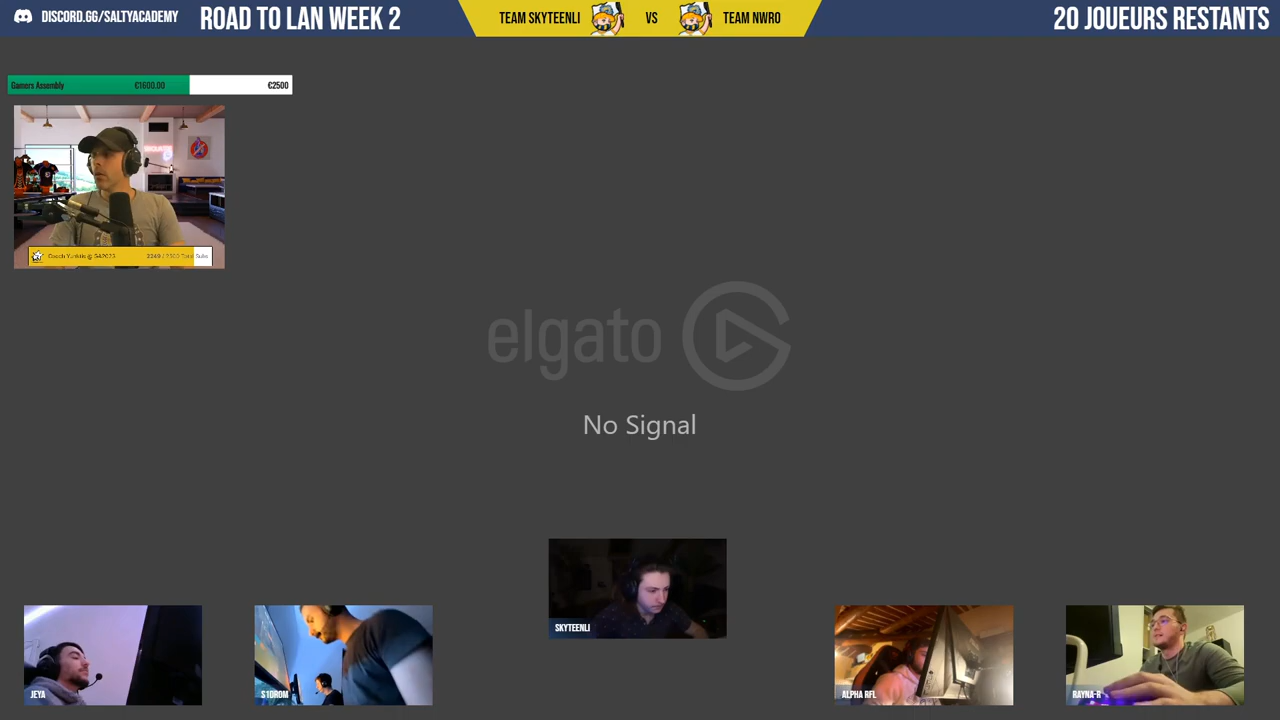 DISCORD.GG/SALTYACADEMY
ROAD TO LAN WEEK 2
TEAM SKYTEENLI VS TEAM NWRO
20 JOUEURS RESTANTS
Gamers Assembly €1600.00 €2500
elgato
No Signal
SKYTEENLI
JEYA
S1DROM
ALPHA RFL
RAYNA-R